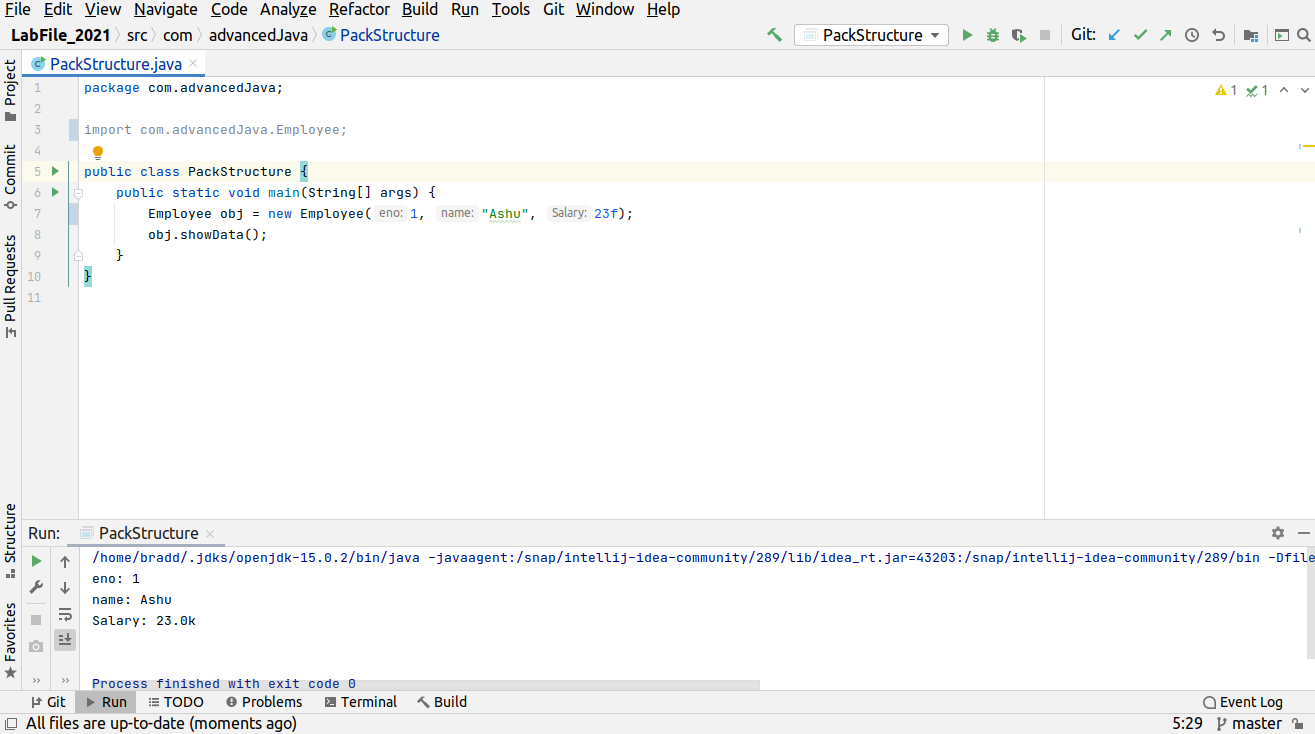 File Edit View Navigate Code Analyze Refactor Build Run Tools Git Window Help
LabFile_2021 src com advancedJava PackStructure PackStructure Git:
PackStructure.java
Project
Commit
Pull Requests
Structure
Favorites
1 package com.advancedJava;
2
3 import com.advancedJava.Employee;
4
5 public class PackStructure {
6 public static void main(String[] args) {
7 Employee obj = new Employee( eno: 1, name: "Ashu", Salary: 23f);
8 obj.showData();
9 }
10 }
11
1 1
Run: PackStructure
/home/bradd/.jdks/openjdk-15.0.2/bin/java -javaagent:/snap/intellij-idea-community/289/lib/idea_rt.jar=43203:/snap/intellij-idea-community/289/bin -Dfile
eno: 1
name: Ashu
Salary: 23.0k
Process finished with exit code 0
Git Run TODO Problems Terminal Build Event Log
All files are up-to-date (moments ago) 5:29 master